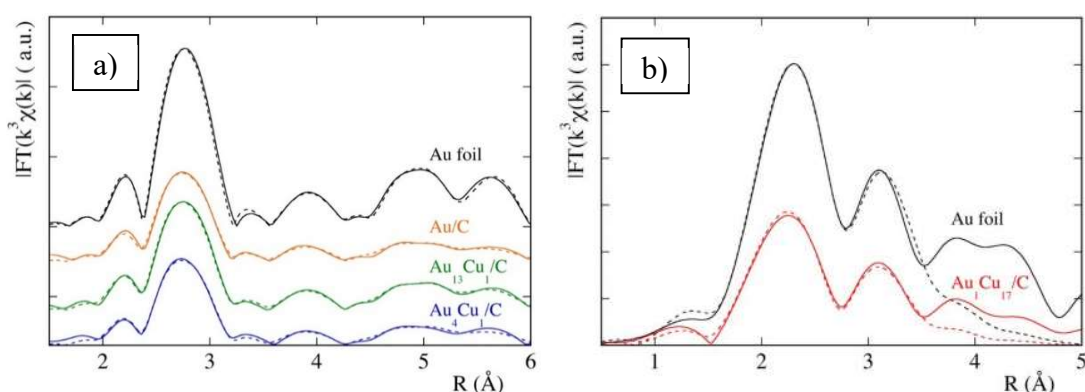 a)
|FT(k³χ(k)| ( a.u.)
Au foil
Au/C
Au₁₃Cu₁/C
Au₄Cu₁/C
2 3 4 5 6
R (Å)
b)
|FT(k³χ(k)| ( a.u.)
Au foil
Au₁Cu₁₇/C
1 2 3 4 5
R (Å)